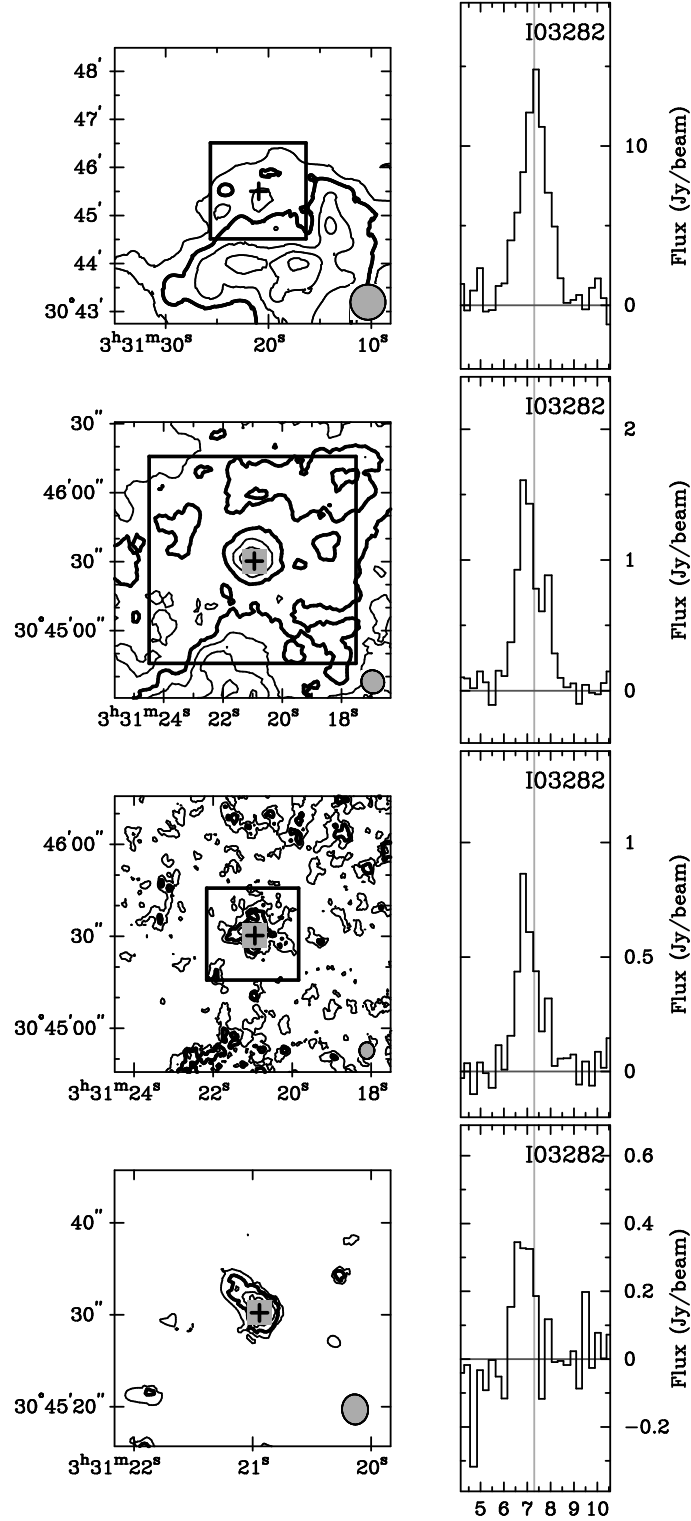 I03282
48′
47′
46′
45′
44′
30°43′
3ʰ31ᵐ30ˢ 20ˢ 10ˢ
10
0
Flux (Jy/beam)
I03282
30″
46′00″
30″
30°45′00″
3ʰ31ᵐ24ˢ 22ˢ 20ˢ 18ˢ
2
1
0
Flux (Jy/beam)
I03282
46′00″
30″
30°45′00″
3ʰ31ᵐ24ˢ 22ˢ 20ˢ 18ˢ
1
0.5
0
Flux (Jy/beam)
I03282
40″
30″
30°45′20″
3ʰ31ᵐ22ˢ 21ˢ 20ˢ
0.6
0.4
0.2
0
−0.2
Flux (Jy/beam)
5 6 7 8 9 10